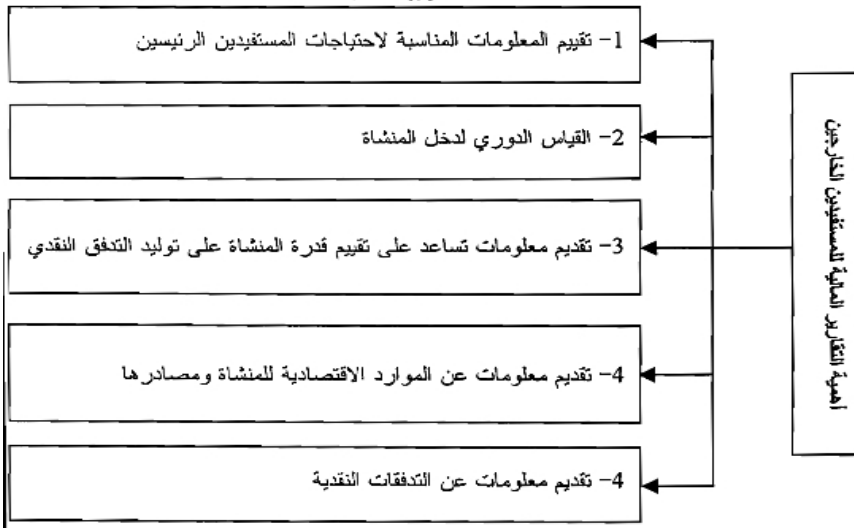 1- تقييم المعلومات المناسبة لاحتياجات المستفيدين الرئيسين
2- القياس الدوري لدخل المنشاة
3- تقديم معلومات تساعد على تقييم قدرة المنشاة على توليد التدفق النقدي
4- تقديم معلومات عن الموارد الاقتصادية للمنشاة ومصادرها
4- تقديم معلومات عن التدفقات النقدية
اهمية التقارير المالية للمستفيدين الخارجين